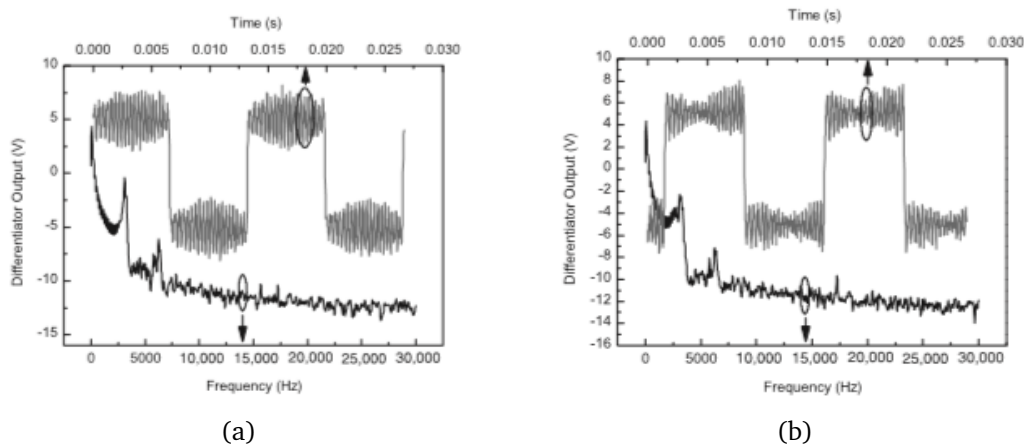 Time (s)
0.000 0.005 0.010 0.015 0.020 0.025 0.030
10
5
0
-5
-10
-15
Differentiator Output (V)
0 5000 10,000 15,000 20,000 25,000 30,000
Frequency (Hz)
(a)
Time (s)
0.000 0.005 0.010 0.015 0.020 0.025 0.030
10
8
6
4
2
0
-2
-4
-6
-8
-10
-12
-14
-16
Differentiator Output (V)
0 5000 10,000 15,000 20,000 25,000 30,000
Frequency (Hz)
(b)